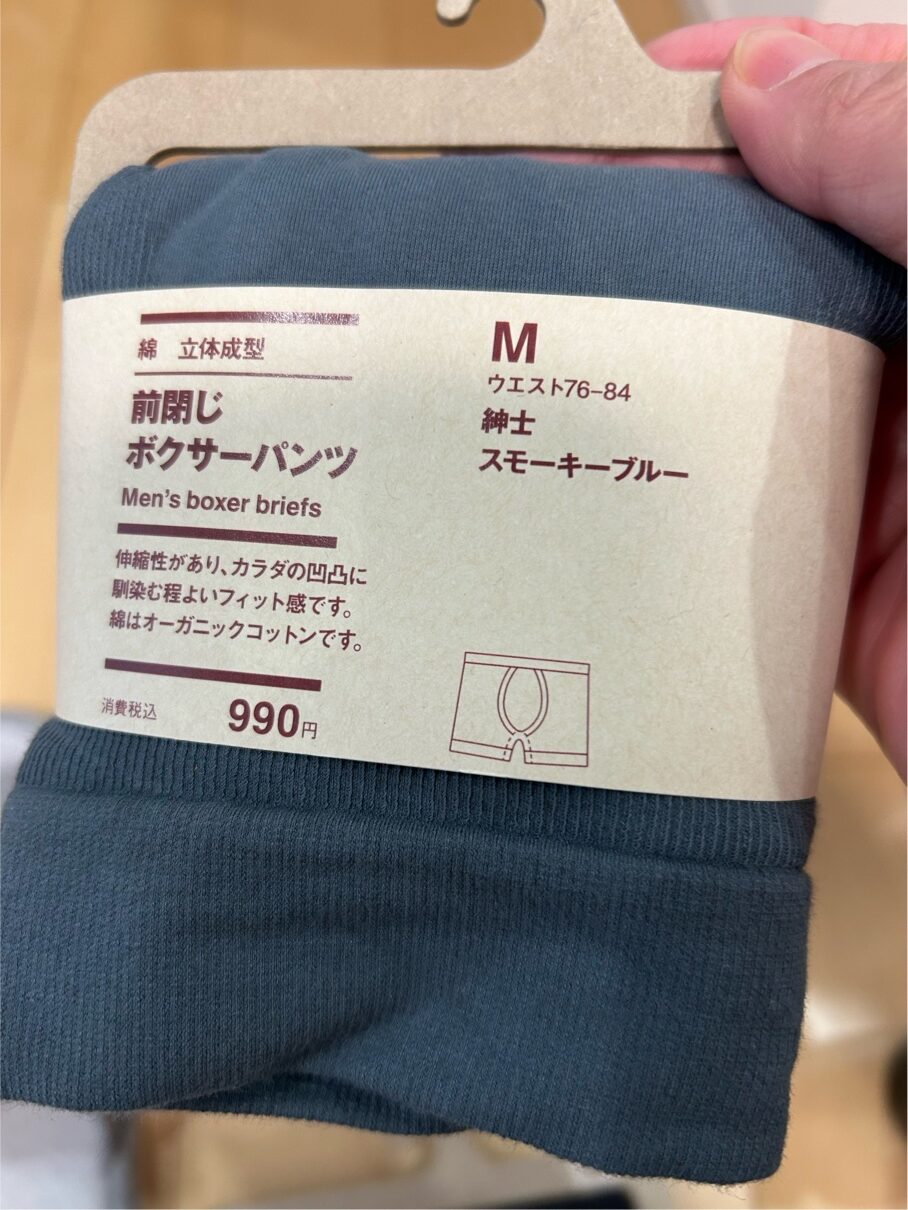 綿　立体成型
前閉じ
ボクサーパンツ
Men's boxer briefs
伸縮性があり、カラダの凹凸に
馴染む程よいフィット感です。
綿はオーガニックコットンです。
消費税込 990円
M
ウエスト76–84
紳士
スモーキーブルー